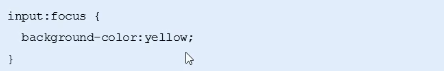 input:focus {
  background-color:yellow;
}